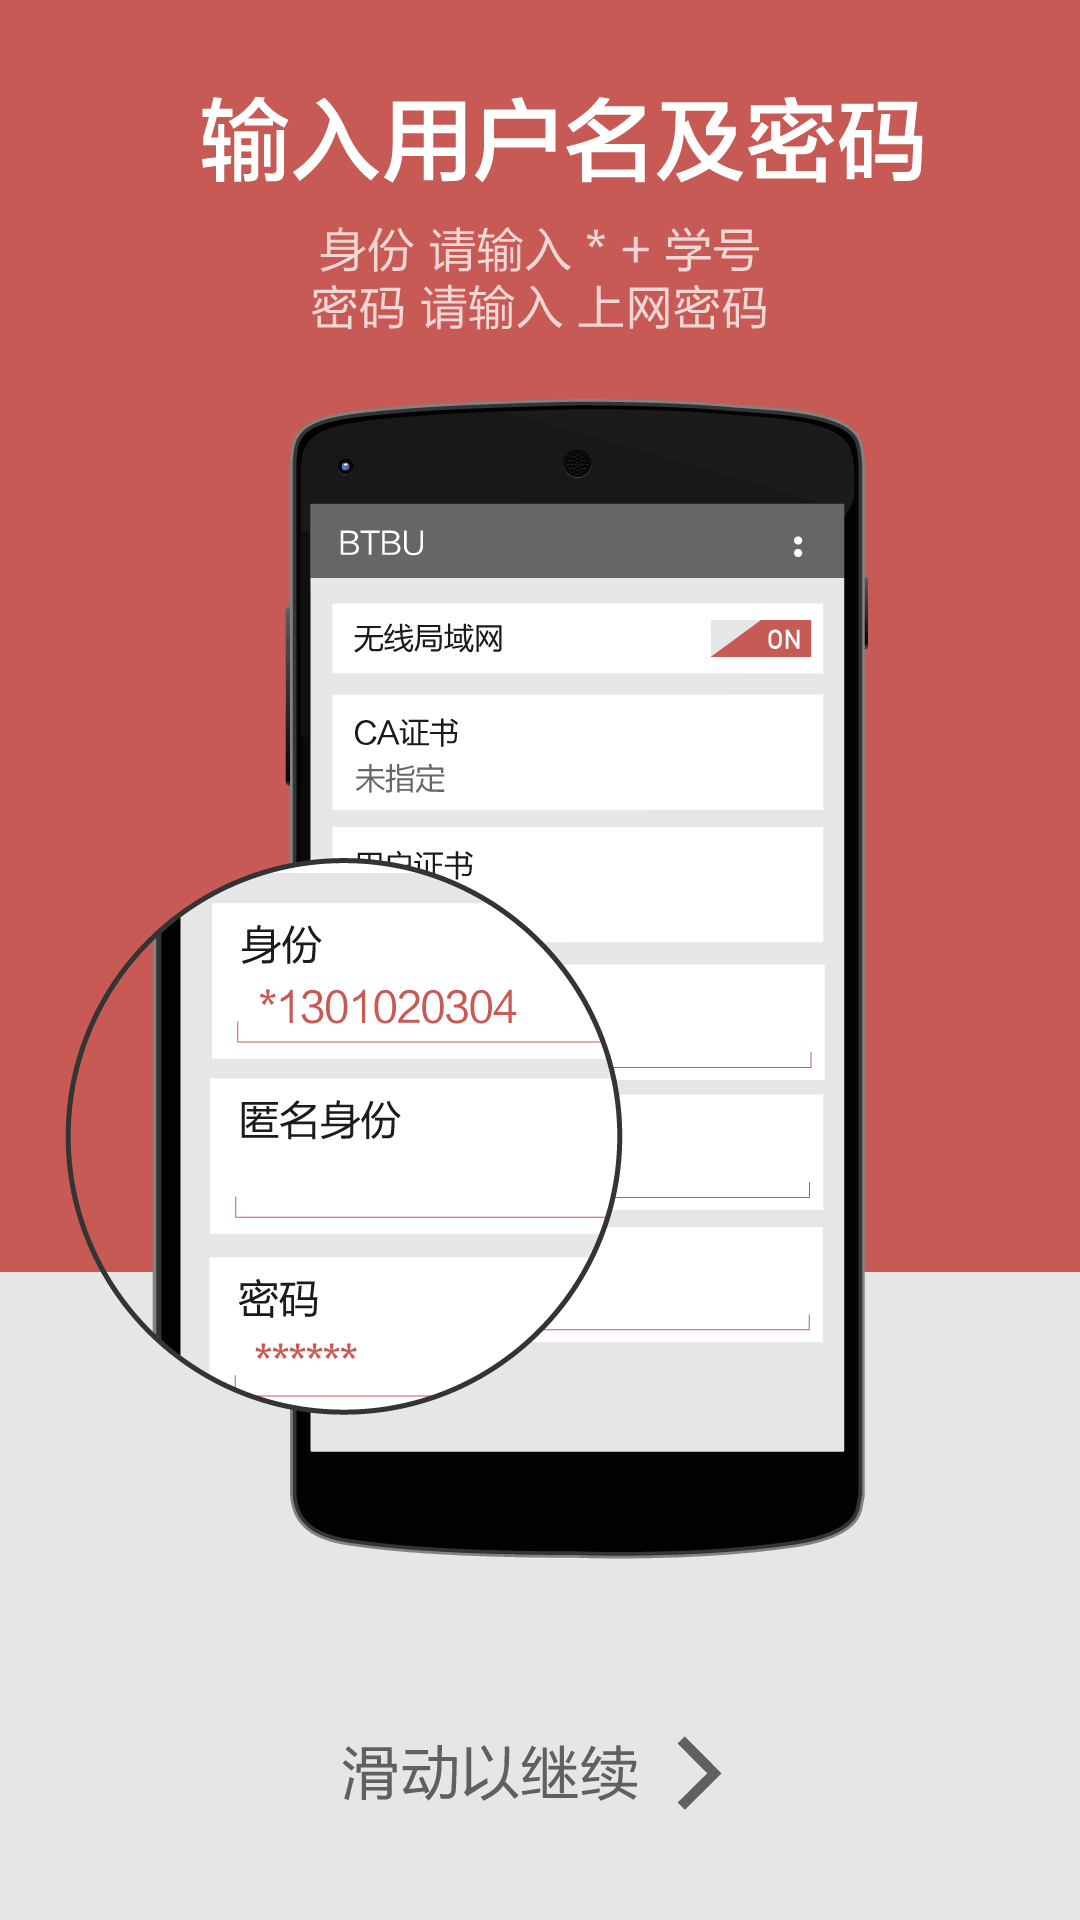 输入用户名及密码
身份 请输入 * + 学号
密码 请输入 上网密码
BTBU
无线局域网 ON
CA证书
未指定
用户证书
身份
*1301020304
匿名身份
密码
******
滑动以继续